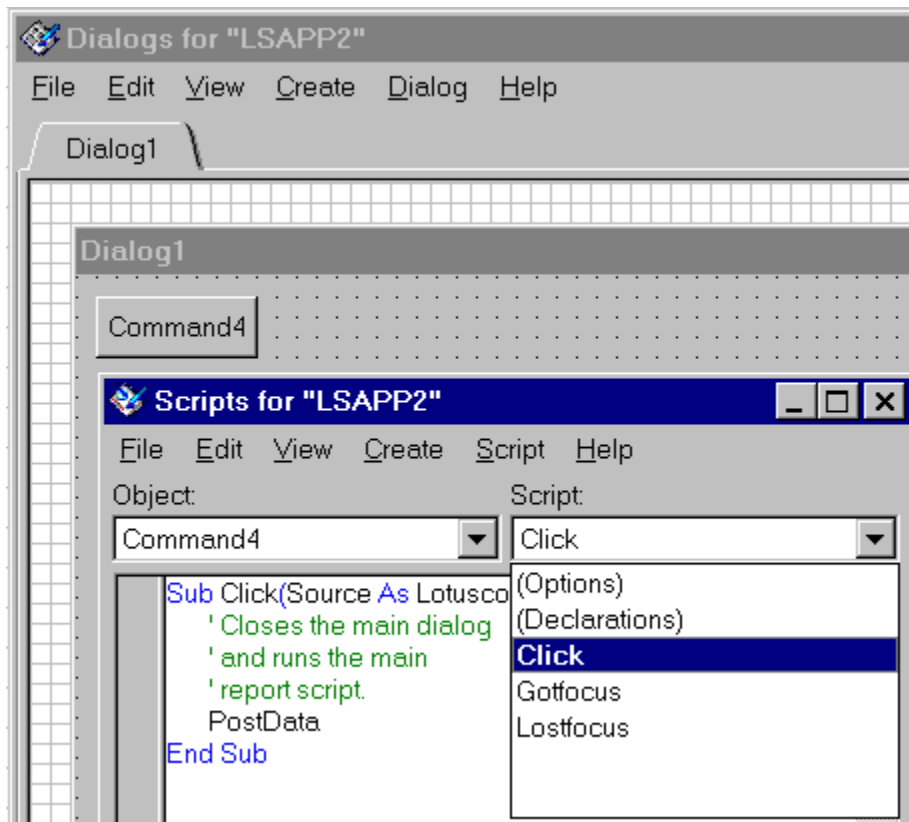 Dialogs for "LSAPP2"
File Edit View Create Dialog Help
Dialog1
Dialog1
Command4
Scripts for "LSAPP2"
File Edit View Create Script Help
Object: Script:
Command4 Click
Sub Click(Source As Lotusco
' Closes the main dialog
' and runs the main
' report script.
PostData
End Sub
(Options)
(Declarations)
Click
Gotfocus
Lostfocus